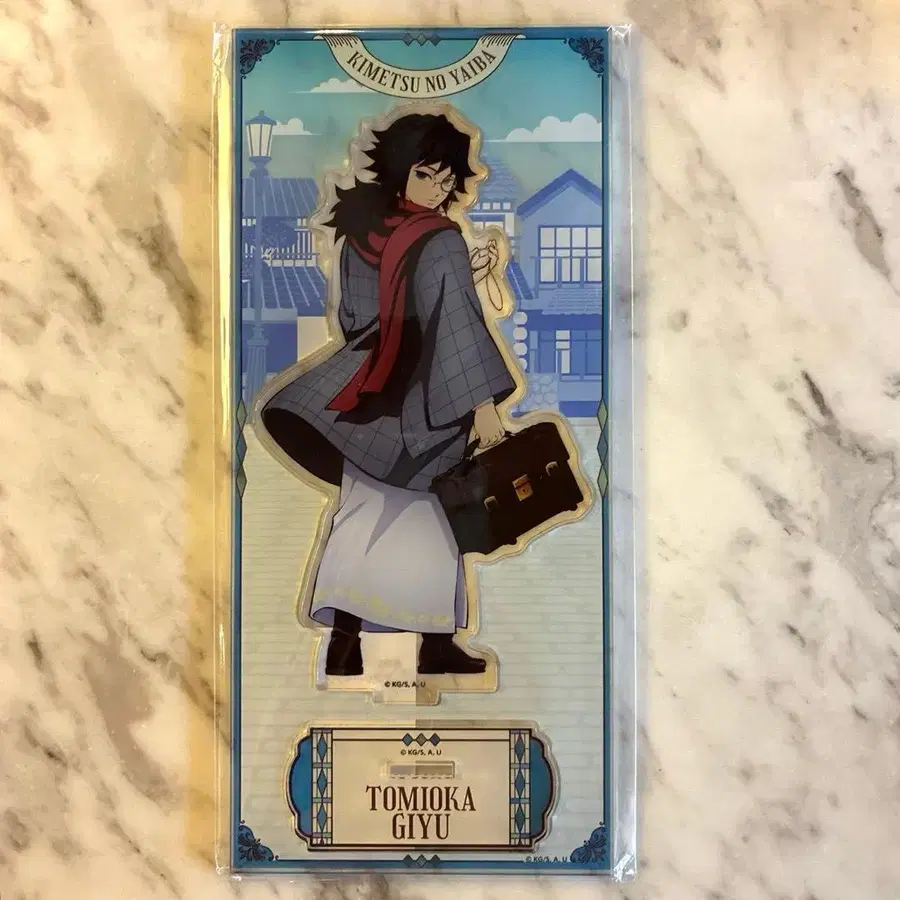 KIMETSU NO YAIBA
© KG/S, A, U
© KG/S, A, U
TOMIOKA
GIYU
© KG/S, A, U